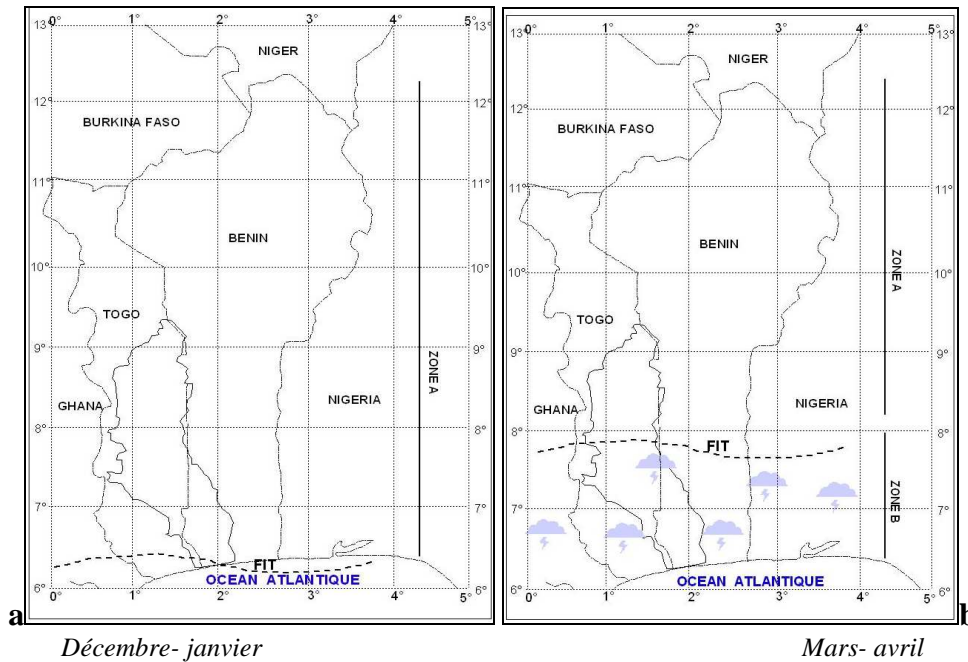 0° 1° 2° 3° 4° 5°
13° 13°
NIGER
12° 12°
BURKINA FASO
11° 11°
BENIN
10° 10°
TOGO
9° 9°
ZONE A
GHANA
NIGERIA
8° 8°
7° 7°
FIT
OCEAN ATLANTIQUE
6° 6°
0° 1° 2° 3° 4° 5°
a
Décembre- janvier
0° 1° 2° 3° 4° 5°
13° 13°
NIGER
12° 12°
BURKINA FASO
11° 11°
BENIN
ZONE A
10° 10°
TOGO
9° 9°
GHANA
NIGERIA
8° 8°
FIT
ZONE B
7° 7°
OCEAN ATLANTIQUE
6° 6°
0° 1° 2° 3° 4° 5°
b
Mars- avril